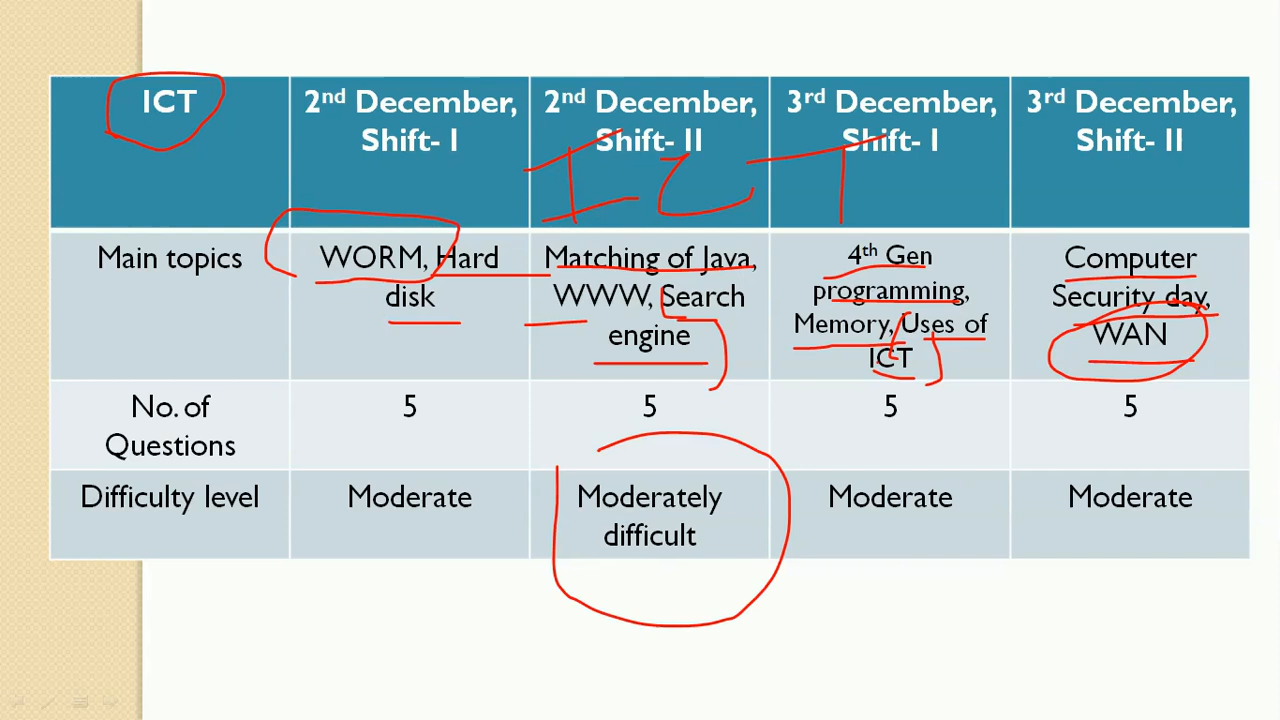 ICT
2nd December,
Shift- I
2nd December,
Shift- II
3rd December,
Shift- I
3rd December,
Shift- II
ICT
Main topics
WORM, Hard
disk
Matching of Java,
WWW, Search
engine
4th Gen
programming,
Memory, Uses of
ICT
Computer
Security day,
WAN
No. of
Questions
5
5
5
5
Difficulty level
Moderate
Moderately
difficult
Moderate
Moderate